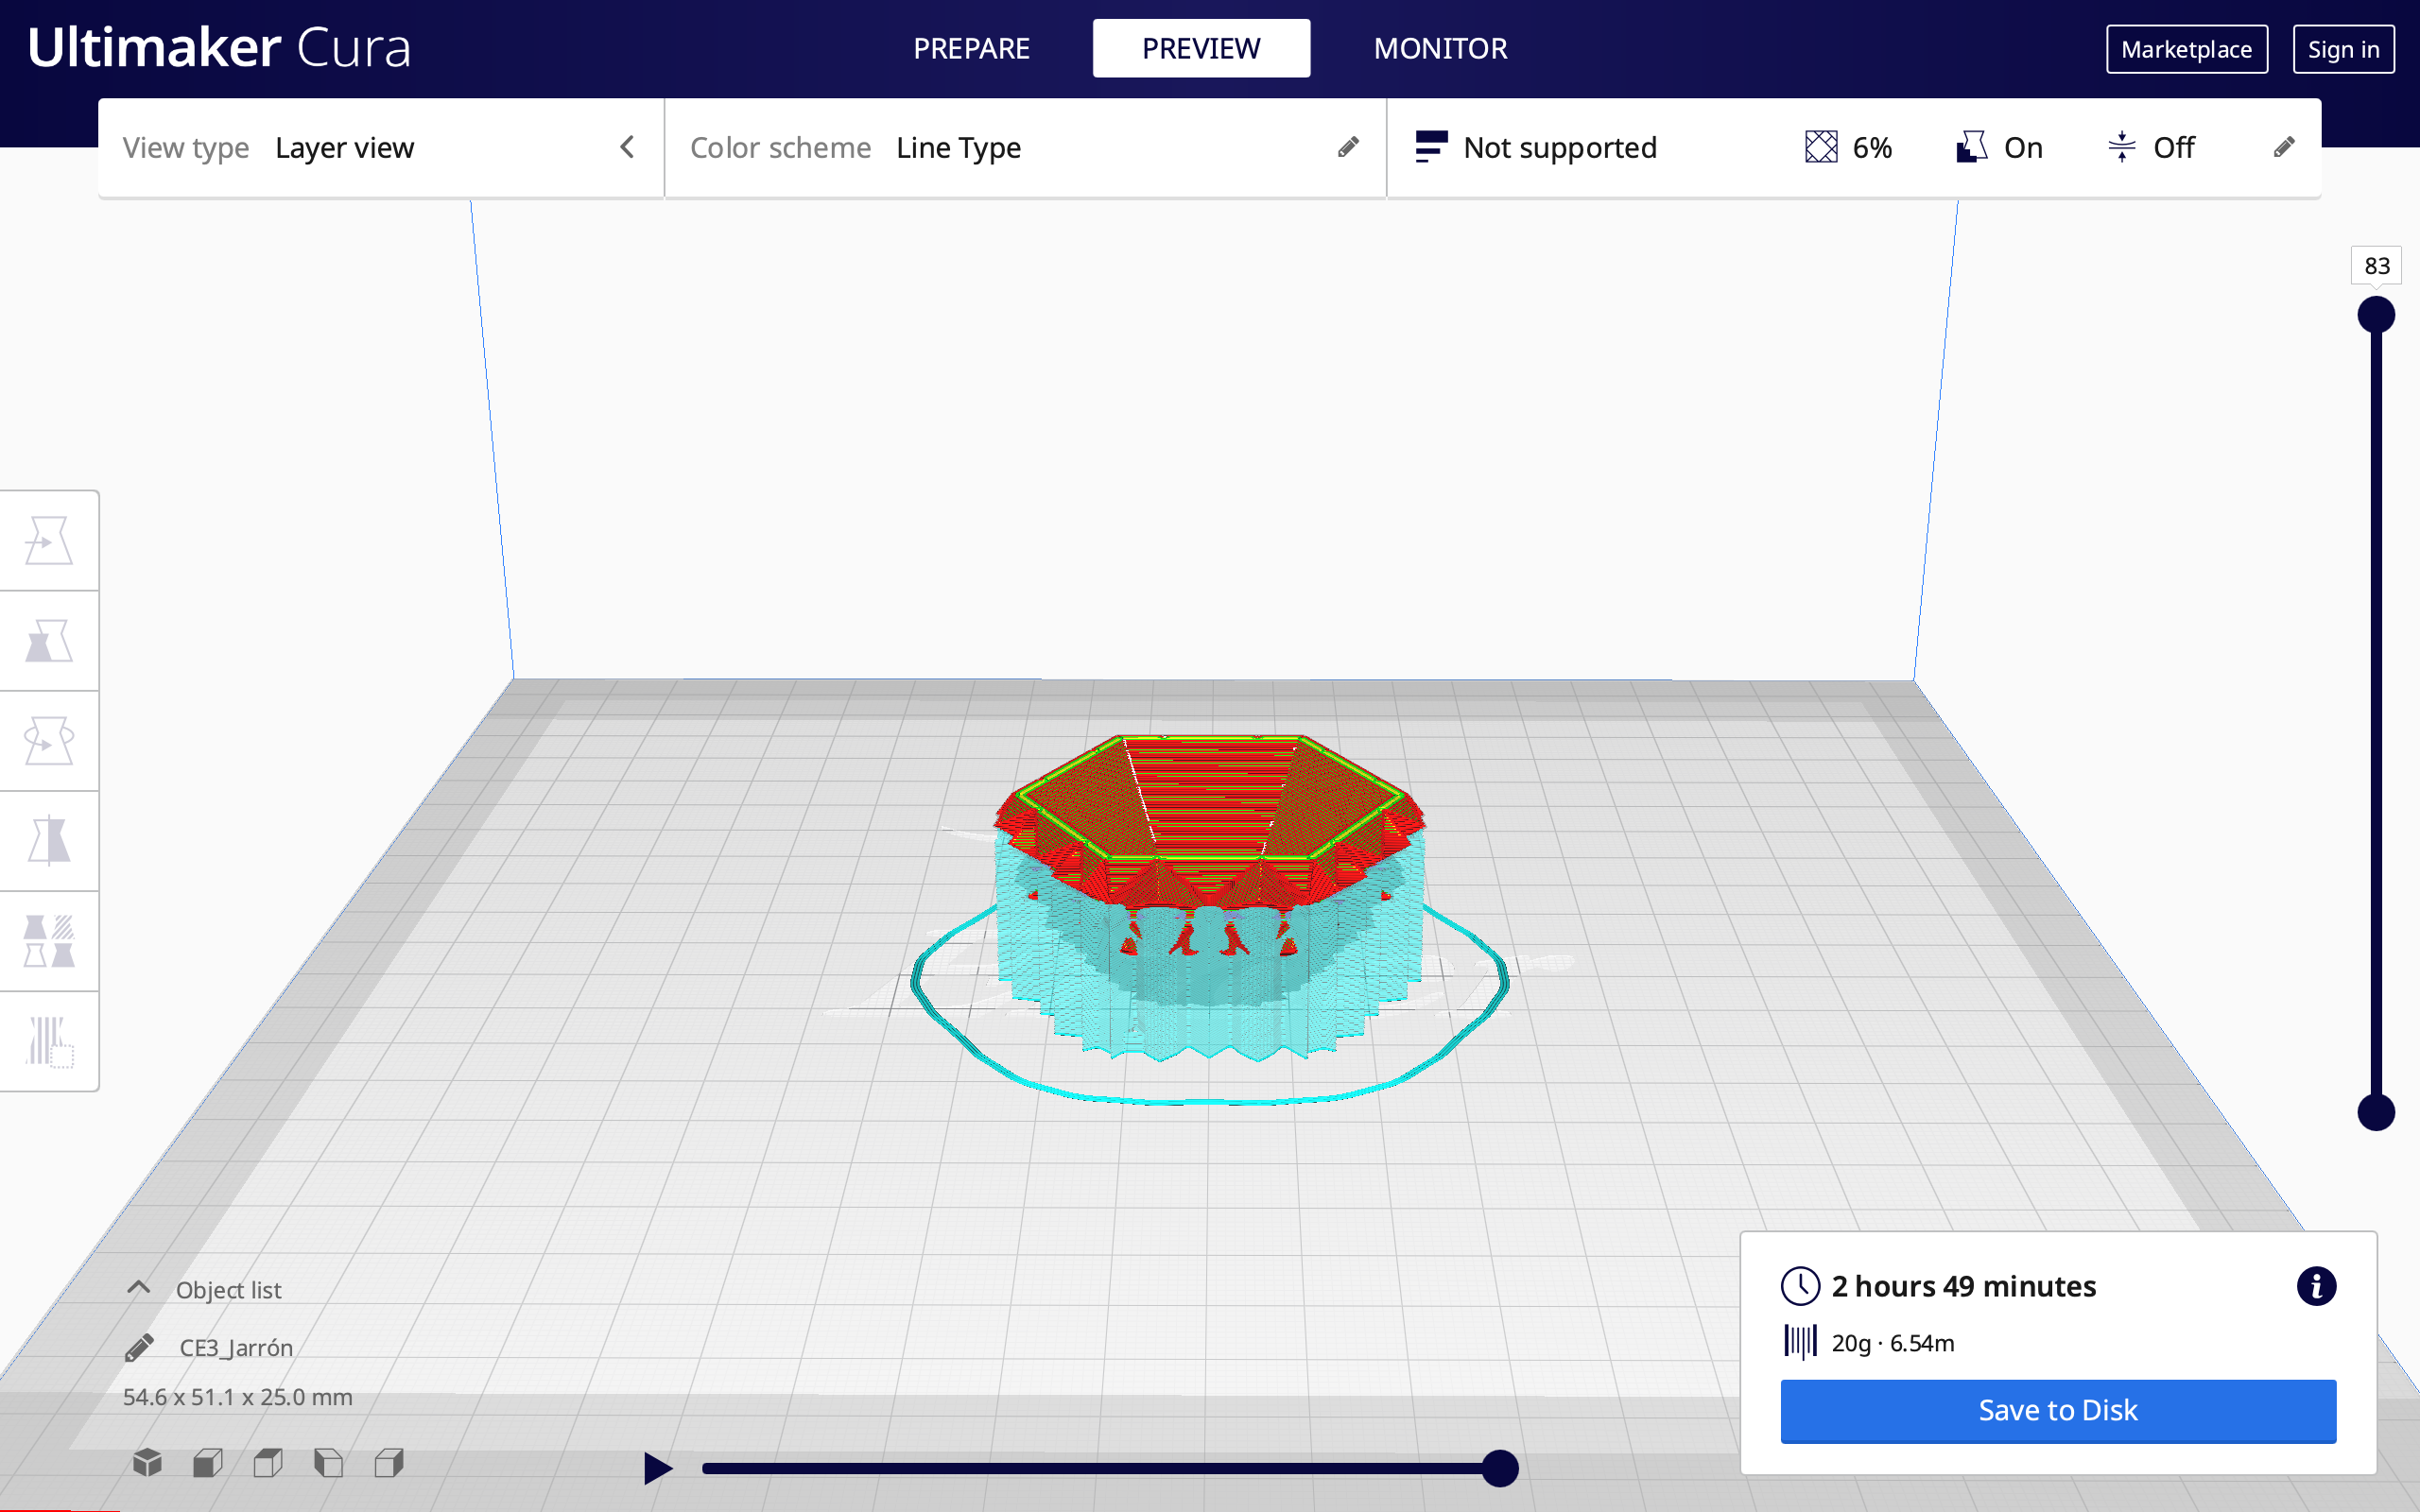 Ultimaker Cura
PREPARE
PREVIEW
MONITOR
Marketplace
Sign in
View type Layer view
Color scheme Line Type
Not supported
6%
On
Off
83
Object list
CE3_Jarrón
54.6 x 51.1 x 25.0 mm
2 hours 49 minutes
20g · 6.54m
Save to Disk